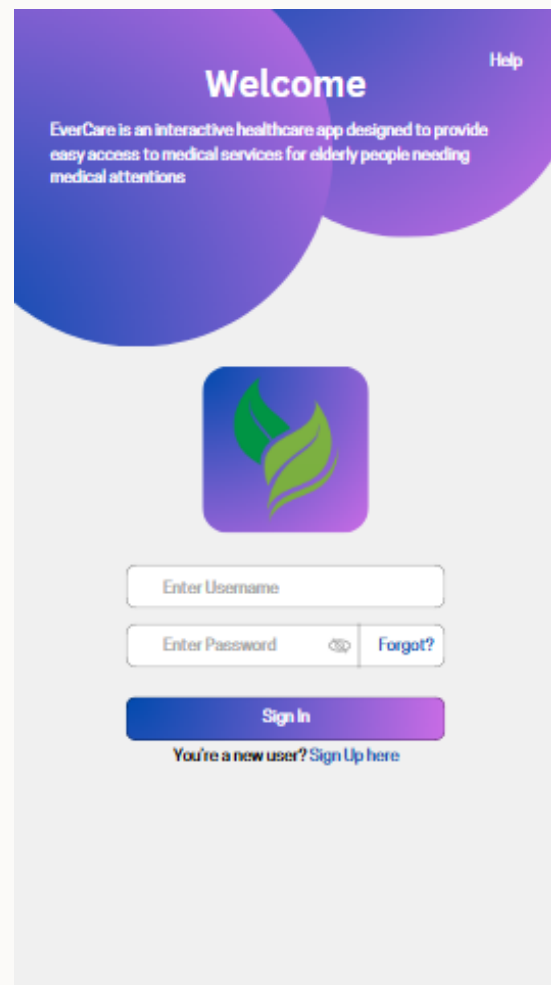 Help
Welcome
EverCare is an interactive healthcare app designed to provide
easy access to medical services for elderly people needing
medical attentions
Enter Username
Enter Password Forgot?
Sign In
You're a new user? Sign Up here